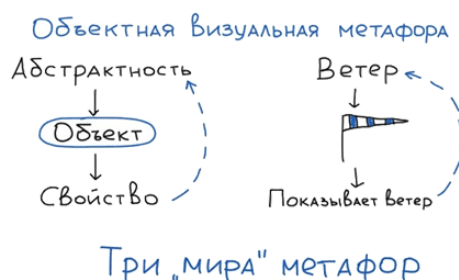 Объектная визуальная метафора
Абстрактность
Объект
Свойство
Ветер
Показывает ветер
Три „мира" метафор